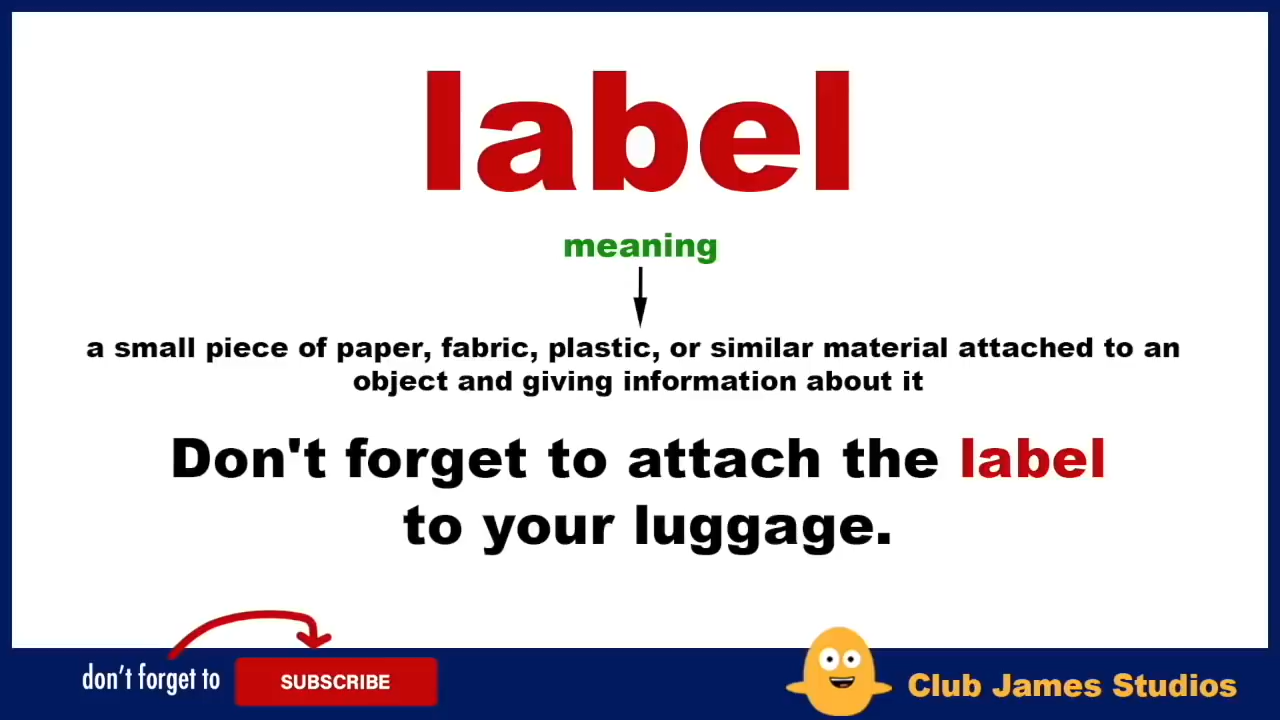 label
meaning
a small piece of paper, fabric, plastic, or similar material attached to an
object and giving information about it
Don't forget to attach the label
to your luggage.
don't forget to SUBSCRIBE
Club James Studios